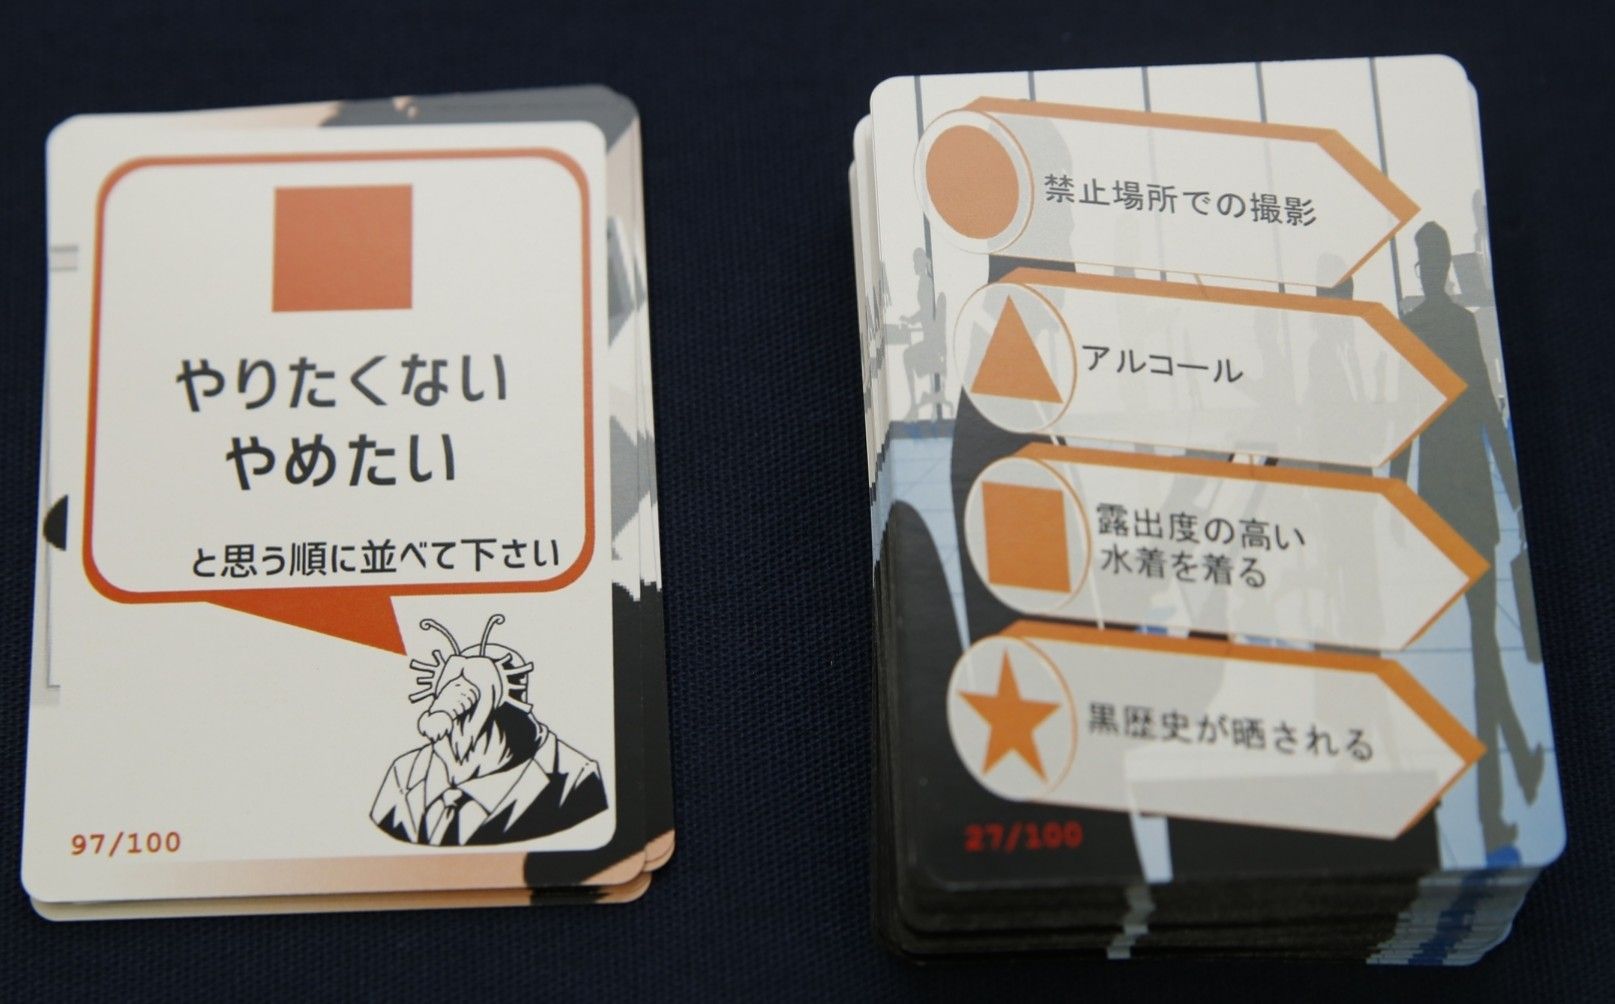 やりたくない
やめたい
と思う順に並べて下さい
97/100
禁止場所での撮影
アルコール
露出度の高い
水着を着る
黒歴史が晒される
27/100